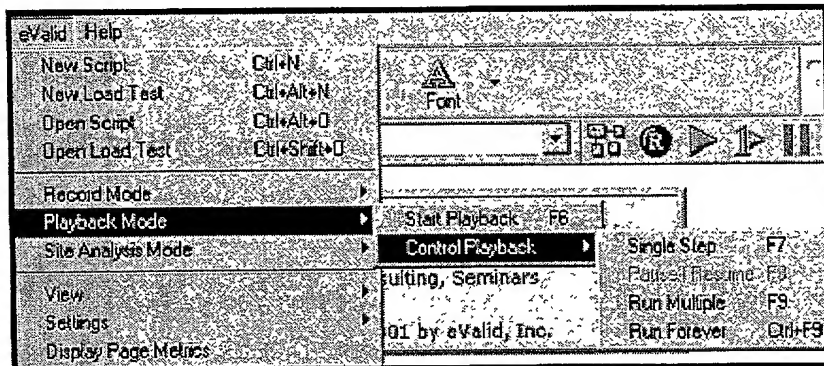 eValid Help
New Script Ctrl+N
New Load Test Ctrl+Alt+N
Open Script Ctrl+Alt+O
Open Load Test Ctrl+Shift+O
Font
Record Mode
Playback Mode
Site Analysis Mode
View
Settings
Display Page Metrics
Start Playback F6
Control Playback
Single Step F7
Pause/Resume F8
Run Multiple F9
Run Forever Ctrl+F9
sulting, Seminars,
01 by eValid, Inc.